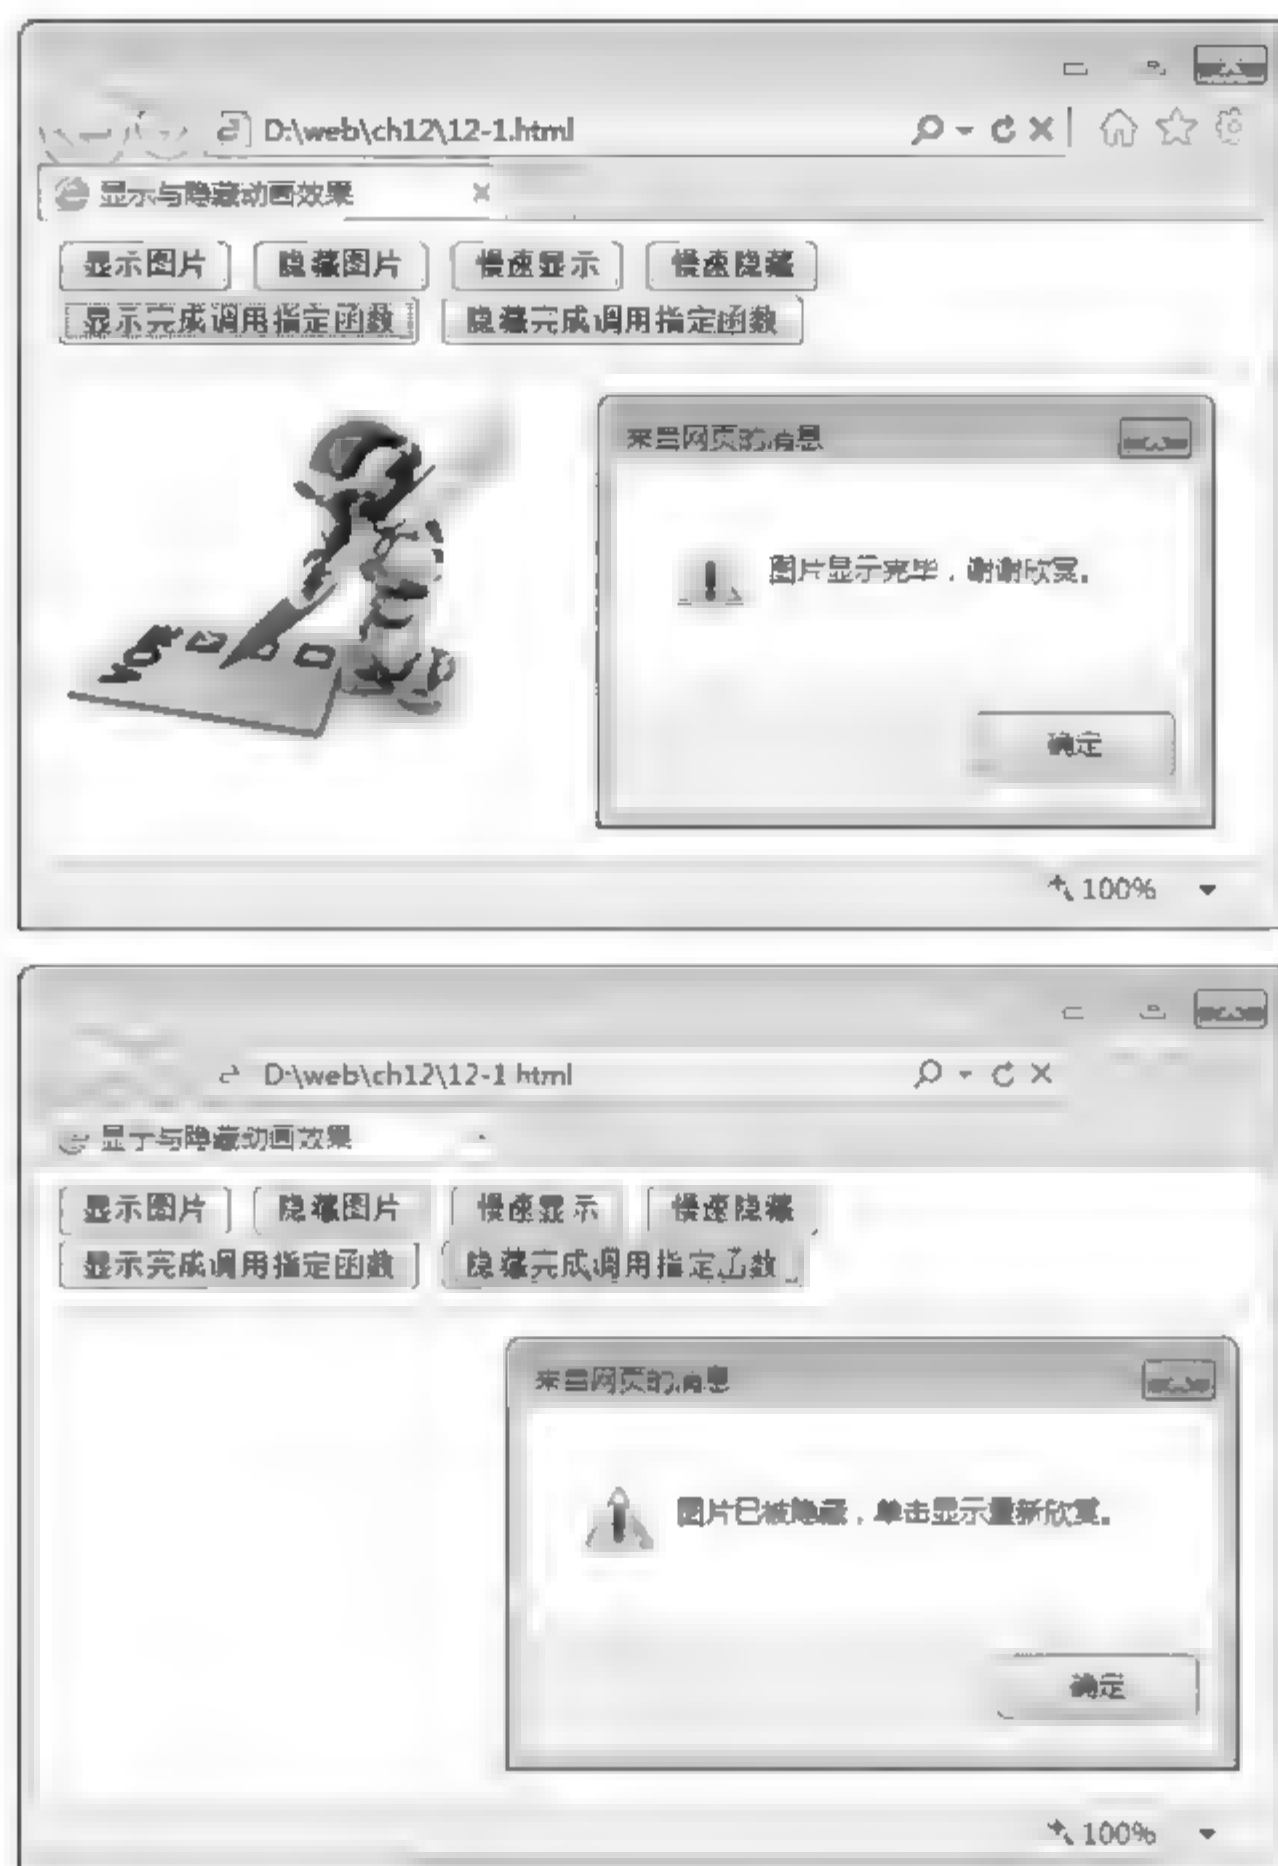 D:\web\ch12\12-1.html
显示与隐藏动画效果
显示图片 隐藏图片 慢速显示 慢速隐藏
显示完成调用指定函数 隐藏完成调用指定函数
来自网页的消息
图片显示完毕，谢谢欣赏。
确定
100%
D:\web\ch12\12-1 html
显示与隐藏动画效果
显示图片 隐藏图片 慢速显示 慢速隐藏
显示完成调用指定函数 隐藏完成调用指定函数
来自网页的消息
图片已被隐藏，单击显示重新欣赏。
确定
100%